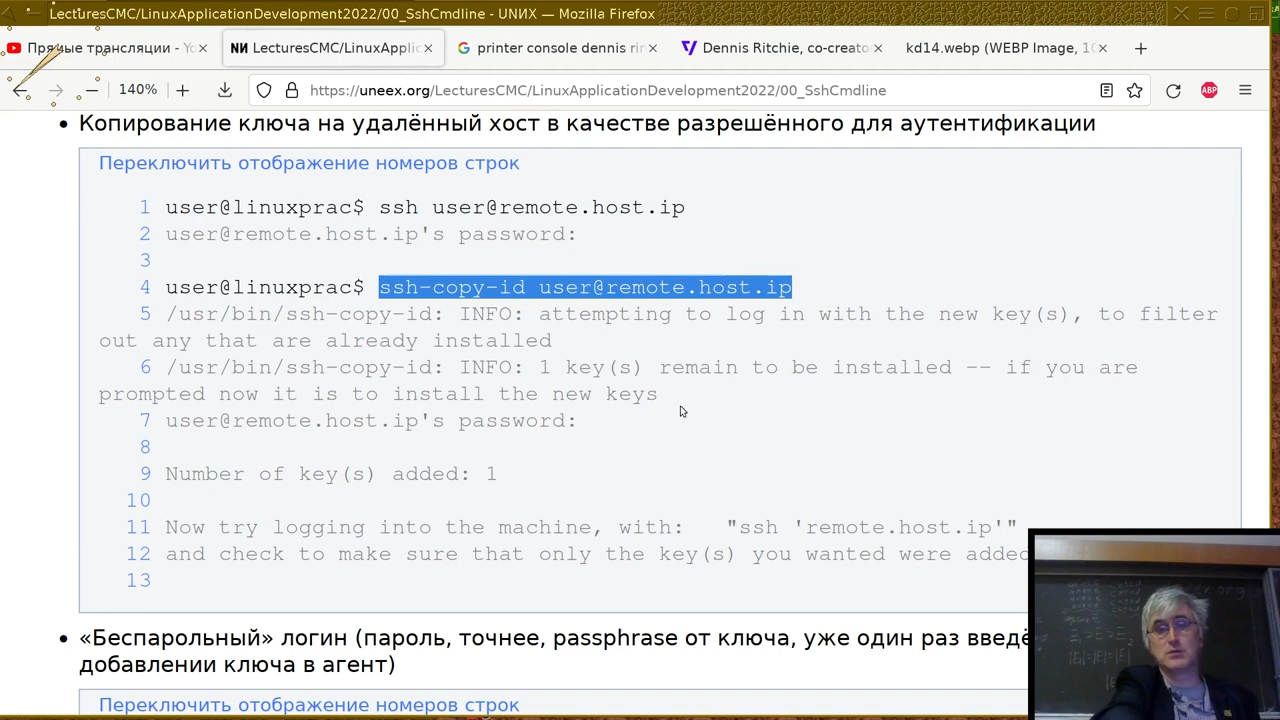 LecturesCMC/LinuxApplicationDevelopment2022/00_SshCmdline - UNИX — Mozilla Firefox
Прямые трансляции - Yo
NИ LecturesCMC/LinuxApplic
printer console dennis rin
Dennis Ritchie, co-creato
kd14.webp (WEBP Image, 10
140%
https://uneex.org/LecturesCMC/LinuxApplicationDevelopment2022/00_SshCmdline
ABP
• Копирование ключа на удалённый хост в качестве разрешённого для аутентификации
Переключить отображение номеров строк
1 user@linuxprac$ ssh user@remote.host.ip
2 user@remote.host.ip's password:
3
4 user@linuxprac$ ssh-copy-id user@remote.host.ip
5 /usr/bin/ssh-copy-id: INFO: attempting to log in with the new key(s), to filter
out any that are already installed
6 /usr/bin/ssh-copy-id: INFO: 1 key(s) remain to be installed -- if you are
prompted now it is to install the new keys
7 user@remote.host.ip's password:
8
9 Number of key(s) added: 1
10
11 Now try logging into the machine, with: "ssh 'remote.host.ip'"
12 and check to make sure that only the key(s) you wanted were added
13
• «Беспарольный» логин (пароль, точнее, passphrase от ключа, уже один раз введё
добавлении ключа в агент)
Переключить отображение номеров строк